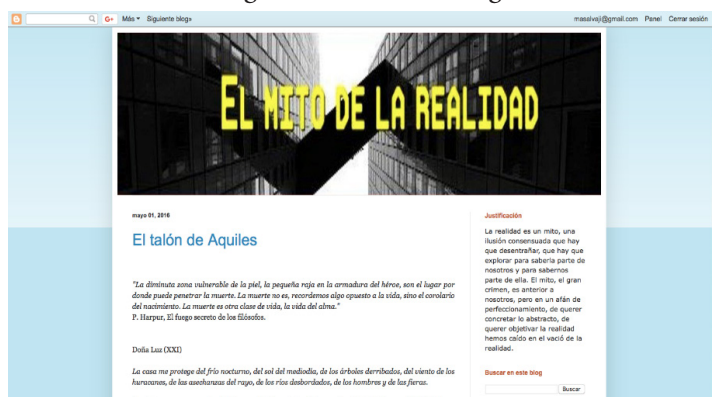 G+ Más Siguiente blog»
massivaji@gmail.com Panel Cerrar sesión
EL MITO DE LA REALIDAD
mayo 01, 2016
El talón de Aquiles
"La diminuta zona vulnerable de la piel, la pequeña raja en la armadura del héroe, son el lugar por
donde puede penetrar la muerte. La muerte no es, recordemos algo opuesto a la vida, sino el corolario
del nacimiento. La muerte es otra clase de vida, la vida del alma."
P. Harpur, El fuego secreto de los filósofos.
Doña Luz (XXI)
La casa me protege del frío nocturno, del sol del mediodía, de los árboles derribados, del viento de los
huracanes, de las asechanzas del rayo, de los ríos desbordados, de los hombres y de las fieras.
Justificación
La realidad es un mito, una
ilusión consensuada que hay
que desentrañar, que hay que
explorar para saberla parte de
nosotros y para sabernos
parte de ella. El mito, el gran
crimen, es anterior a
nosotros, pero en un afán de
perfeccionamiento, de querer
concretar lo abstracto, de
querer objetivar la realidad
hemos caído en el vació de la
realidad.
Buscar en este blog
Buscar